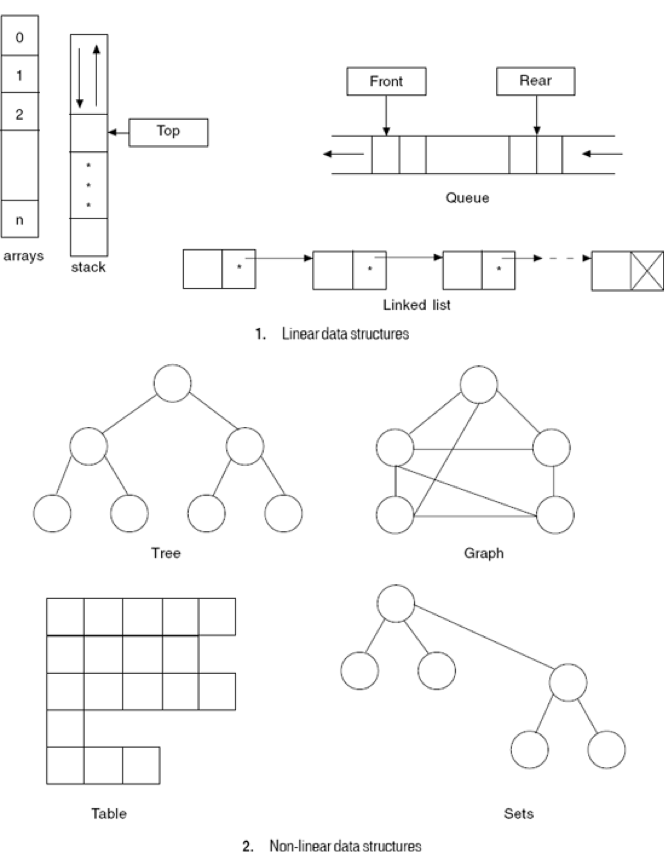 0
1
2
n
arrays
* * *
stack
Top
Front
Rear
Queue
* * *
Linked list
1. Linear data structures
Tree
Graph
Table
Sets
2. Non-linear data structures